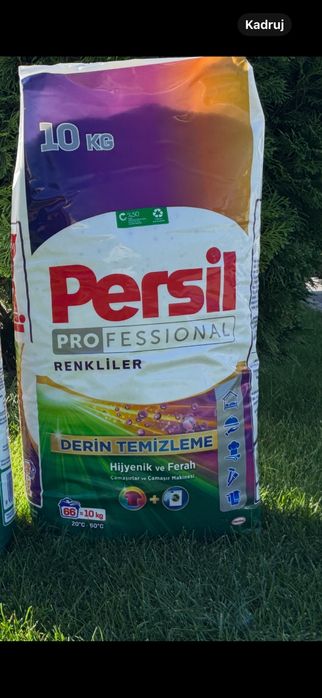 Kadruj
10 KG
%50
Persil
PROFESSIONAL
RENKLİLER
DERİN TEMİZLEME
Hijyenik ve Ferah
Çamaşırlar ve Çamaşır Makinesi
66 = 10 kg
20°C - 60°C